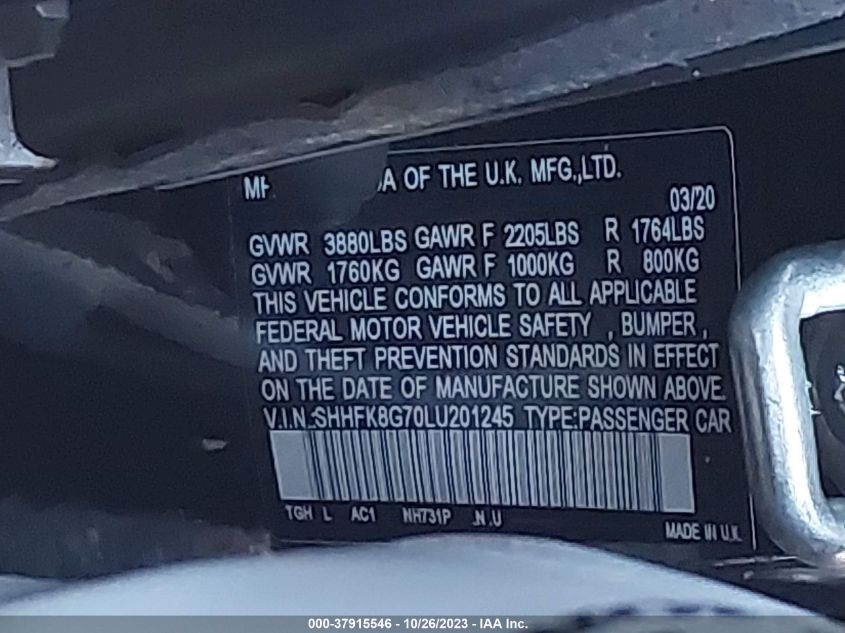 A OF THE U.K. MFG.,LTD.
03/20
GVWR 3880LBS GAWR F 2205LBS R 1764LBS
GVWR 1760KG GAWR F 1000KG R 800KG
THIS VEHICLE CONFORMS TO ALL APPLICABLE
FEDERAL MOTOR VEHICLE SAFETY , BUMPER ,
AND THEFT PREVENTION STANDARDS IN EFFECT
ON THE DATE OF MANUFACTURE SHOWN ABOVE.
V.I.N.:SHHFK8G70LU201245 TYPE:PASSENGER CAR
TGH L AC1 NH731P .N .U
MADE IN U.K.
000-37915546 - 10/26/2023 - IAA Inc.